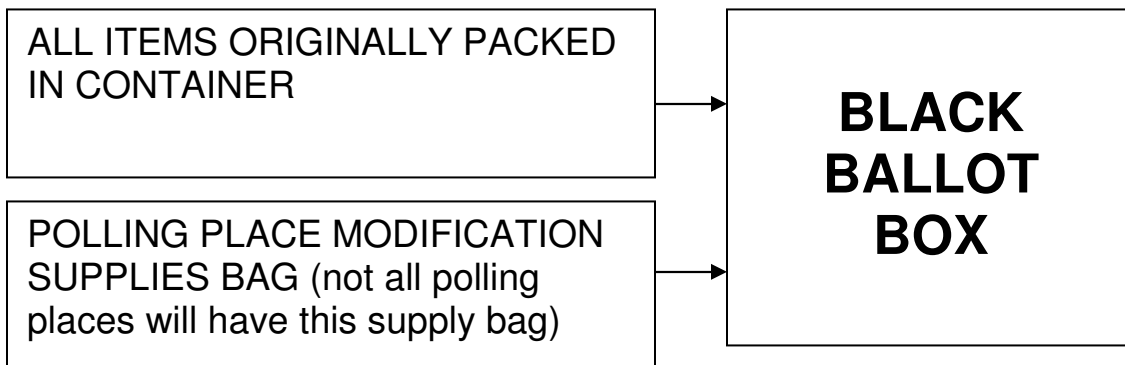 ALL ITEMS ORIGINALLY PACKED
IN CONTAINER
POLLING PLACE MODIFICATION
SUPPLIES BAG (not all polling
places will have this supply bag)
BLACK
BALLOT
BOX